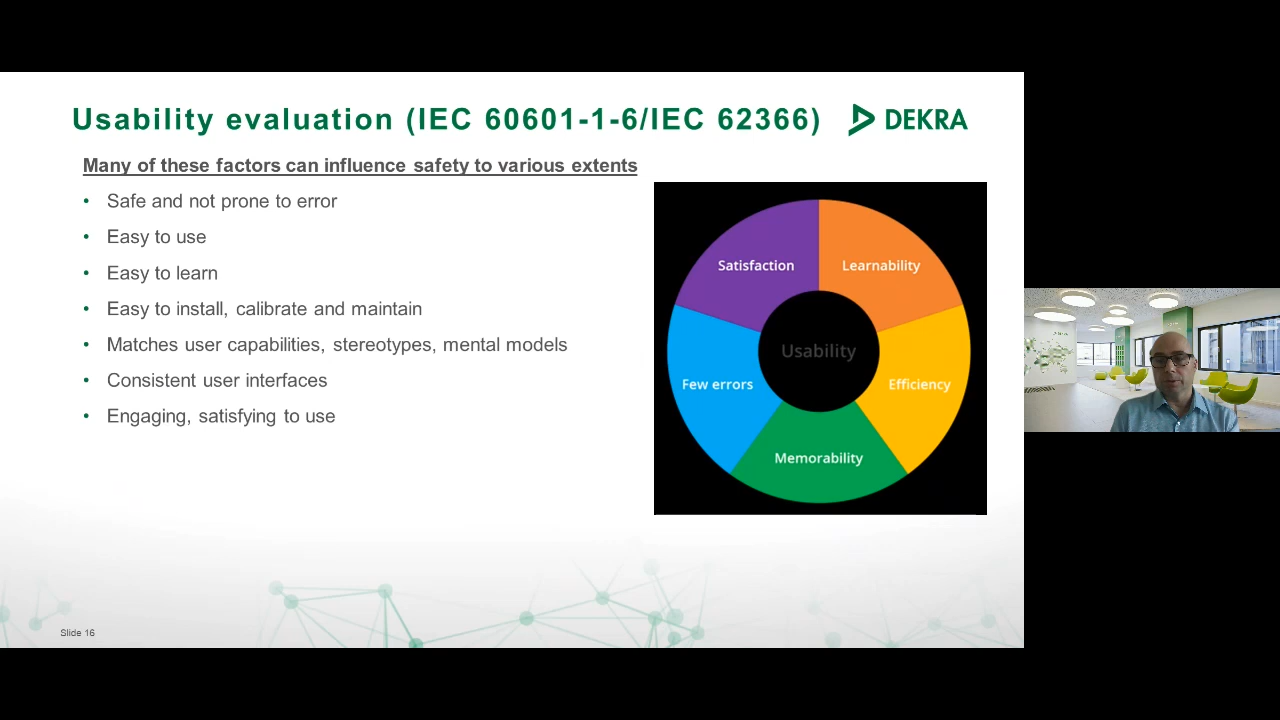 Usability evaluation (IEC 60601-1-6/IEC 62366)
DEKRA
Many of these factors can influence safety to various extents
• Safe and not prone to error
• Easy to use
• Easy to learn
• Easy to install, calibrate and maintain
• Matches user capabilities, stereotypes, mental models
• Consistent user interfaces
• Engaging, satisfying to use
Satisfaction
Learnability
Usability
Few errors
Efficiency
Memorability
Slide 16